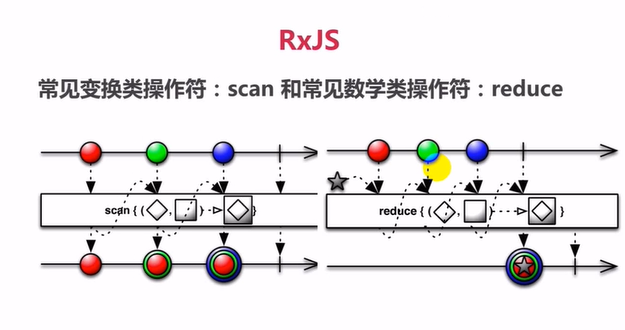 RxJS
常见变换类操作符：scan 和常见数学类操作符：reduce
scan { ( , ) }
reduce { ( , ) }